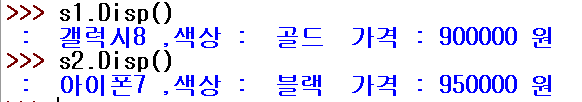 >>> s1.Disp()
 :  갤럭시8 ,색상 :  골드  가격 : 900000 원
>>> s2.Disp()
 :  아이폰7 ,색상 :  블랙  가격 : 950000 원